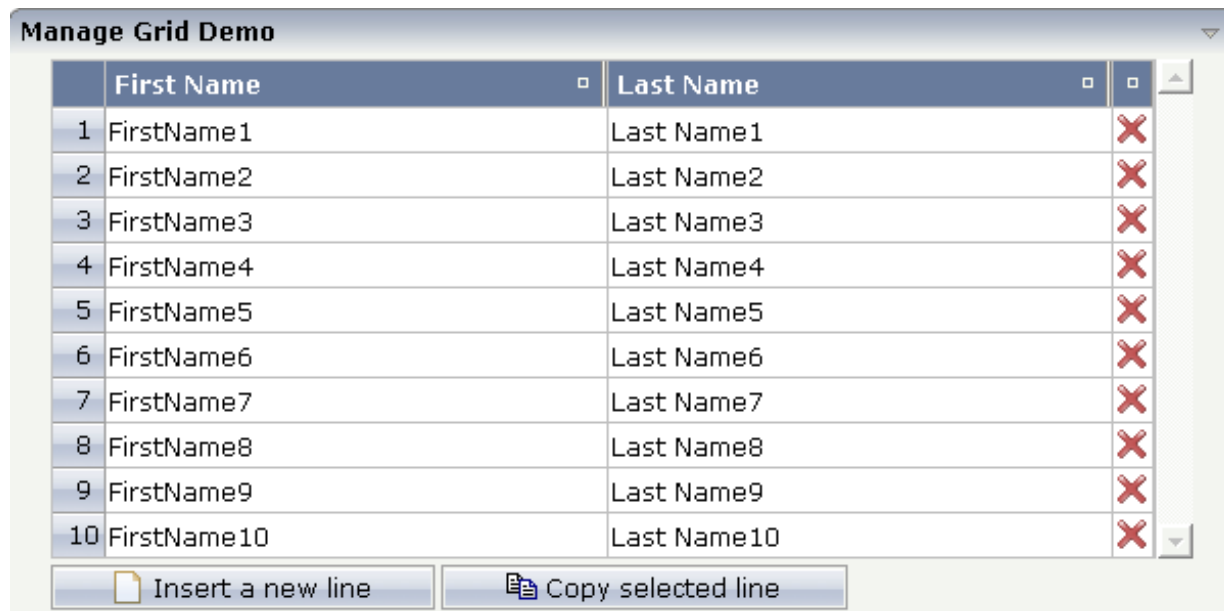 Manage Grid Demo
First Name Last Name
1 FirstName1 Last Name1
2 FirstName2 Last Name2
3 FirstName3 Last Name3
4 FirstName4 Last Name4
5 FirstName5 Last Name5
6 FirstName6 Last Name6
7 FirstName7 Last Name7
8 FirstName8 Last Name8
9 FirstName9 Last Name9
10 FirstName10 Last Name10
Insert a new line Copy selected line